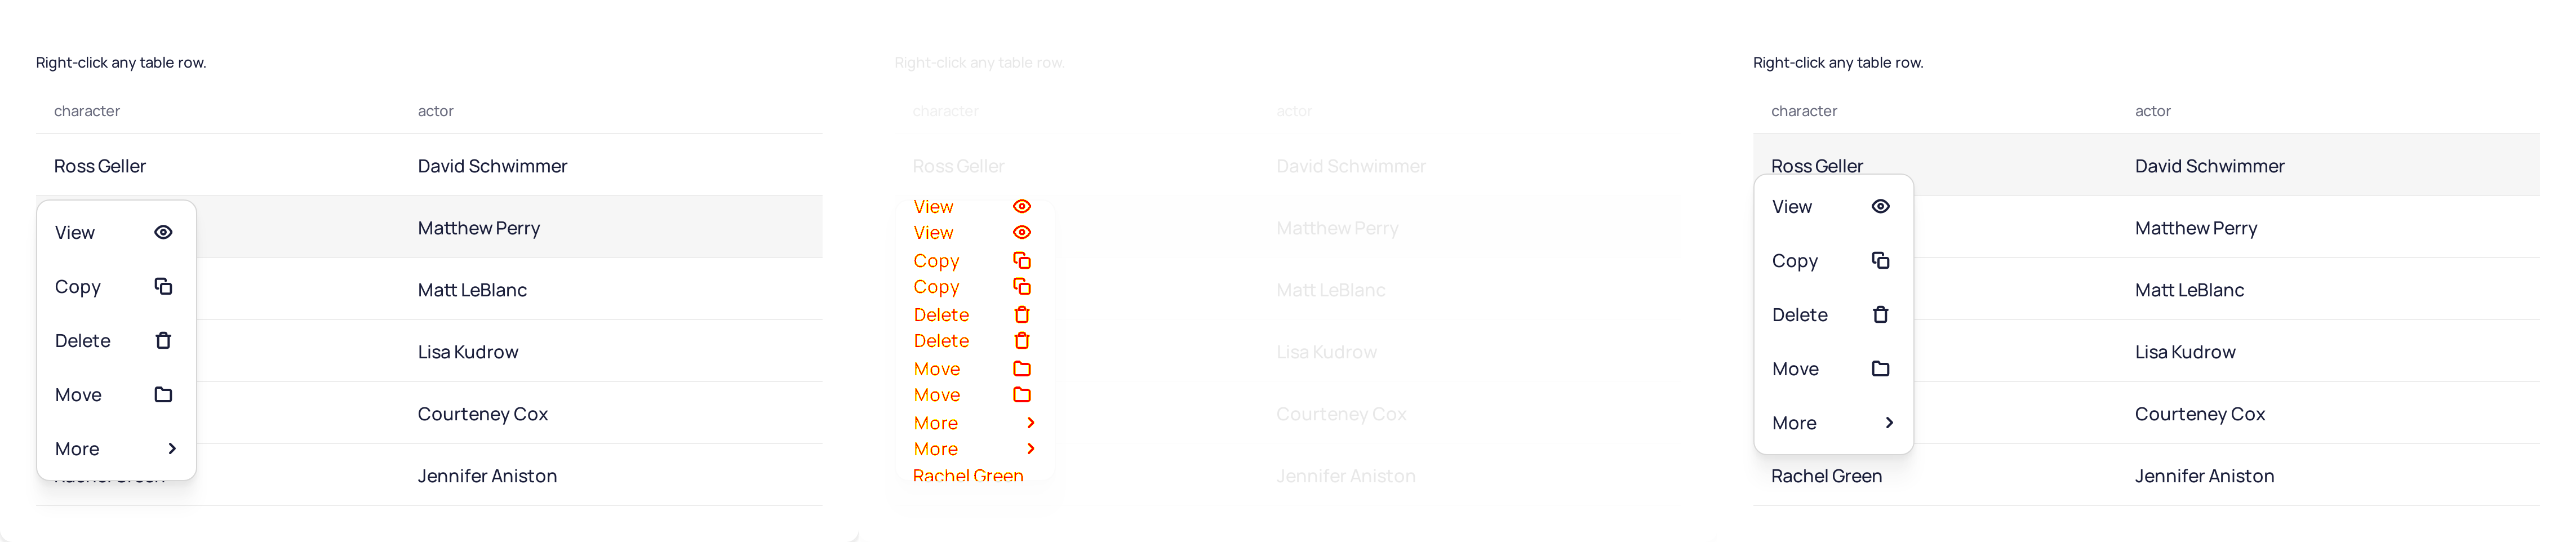 Right-click any table row.
character actor
Ross Geller David Schwimmer
Matthew Perry
View
Copy
Matt LeBlanc
Delete
Lisa Kudrow
Move
Courteney Cox
More
Rachel Green Jennifer Aniston
Right-click any table row.
character actor
Ross Geller David Schwimmer
View
Matthew Perry
View
Copy
Copy
Matt LeBlanc
Delete
Delete
Lisa Kudrow
Move
Move
Courteney Cox
More
More
Rachel Green Jennifer Aniston
Right-click any table row.
character actor
Ross Geller David Schwimmer
View
Matthew Perry
Copy
Matt LeBlanc
Delete
Lisa Kudrow
Move
Courteney Cox
More
Rachel Green Jennifer Aniston